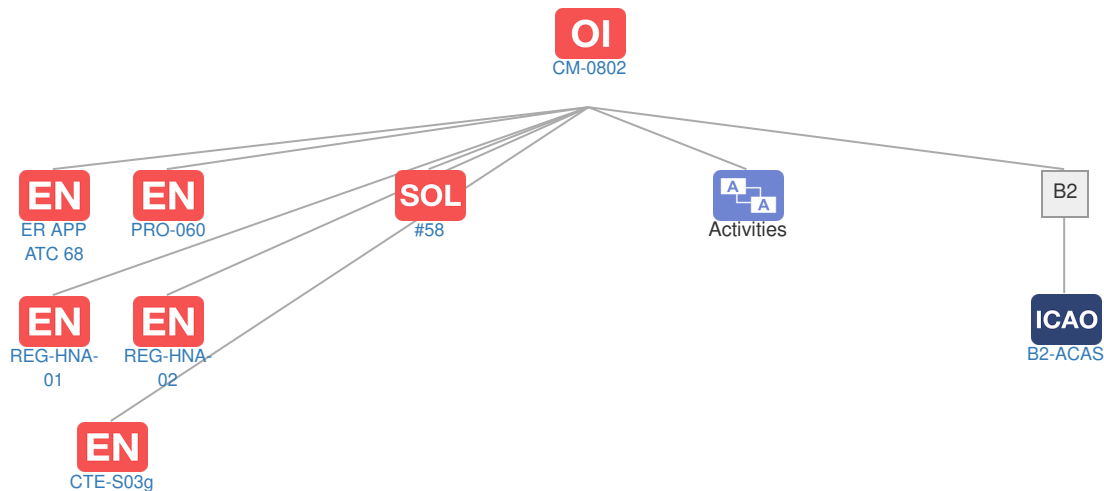 OI
CM-0802
EN
ER APP
ATC 68
EN
PRO-060
SOL
#58
A
A
Activities
B2
EN
REG-HNA-
01
EN
REG-HNA-
02
ICAO
B2-ACAS
EN
CTE-S03g